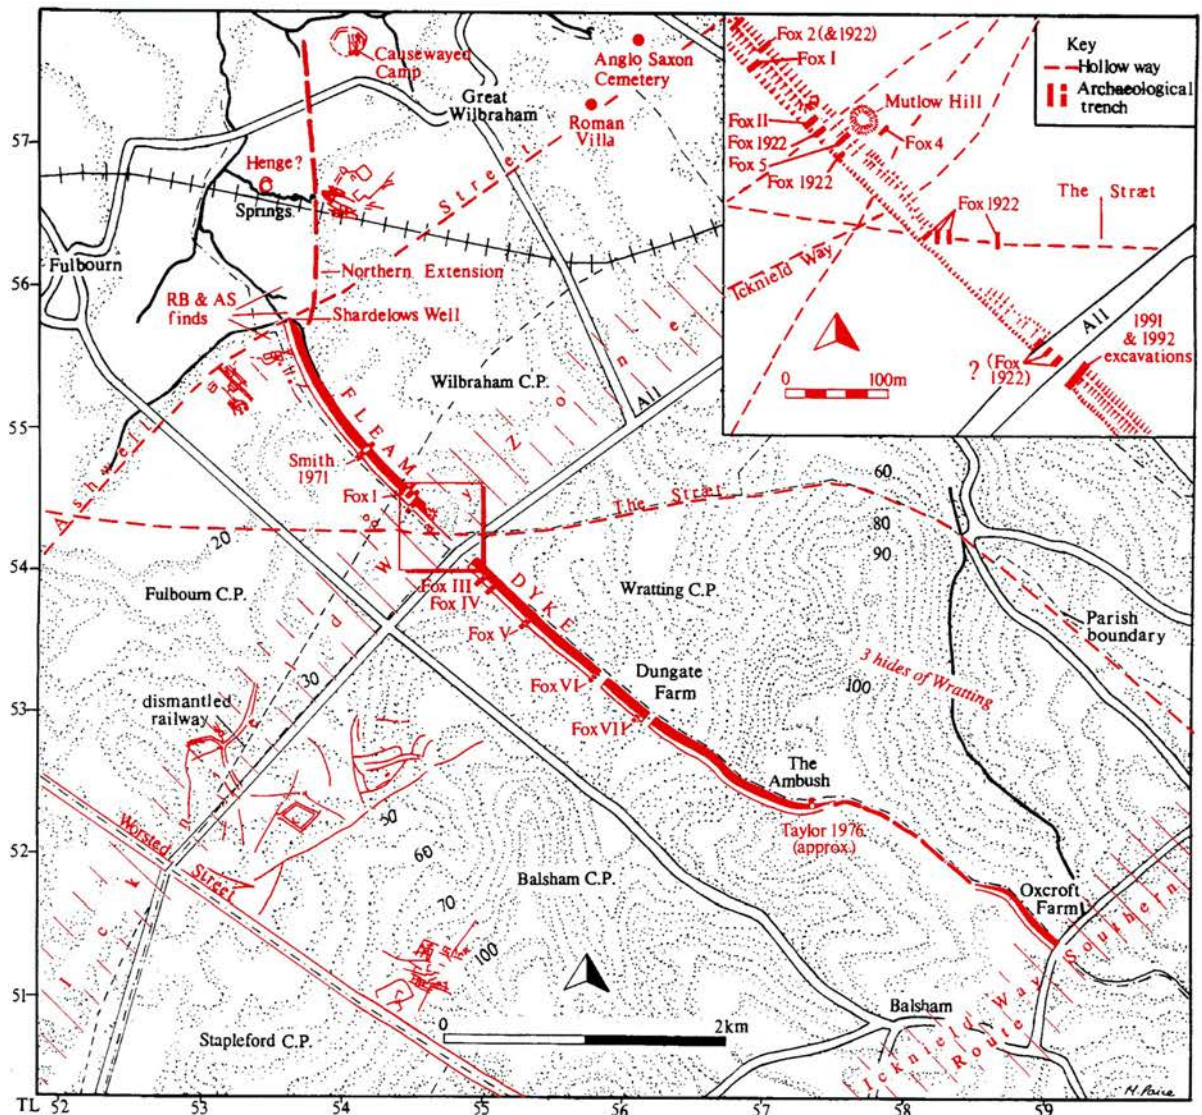 Causewayed
Camp
Anglo Saxon
Cemetery
Great
Wilbraham
Roman
Villa
57
Henge?
Springs
Street
Fulbourn
Northern Extension
56
RB & AS
finds
Shardelows Well
Wilbraham C.P.
A11
Zone
55
FLEAM
Smith
1971
Fox I
Ashwell
The Stræt
20
60
80
90
54
Way
DYKE
Fulbourn C.P.
Fox III
Fox IV
Wratting C.P.
Fox V
Parish
boundary
dismantled
railway
30
Fox VI
Dungate
Farm
100
3 hides of Wratting
53
Fox VII
The
Ambush
50
Taylor 1976
(approx.)
Worsted
Street
52
60
Balsham C.P.
Oxcroft
Farm
70
Icknield
100
51
0
2km
Balsham
Icknield Way Southern
Route
Stapleford C.P.
M. Paice
TL
52
53
54
55
56
57
58
59
60
Fox 2 (& 1922)
Fox I
Key
Hollow way
Archaeological
trench
Mutlow Hill
Fox II
Fox 1922
Fox 5
Fox 4
Fox 1922
Fox 1922
The Stræt
Icknield Way
A11
1991
& 1992
excavations
? (Fox
1922)
0
100m